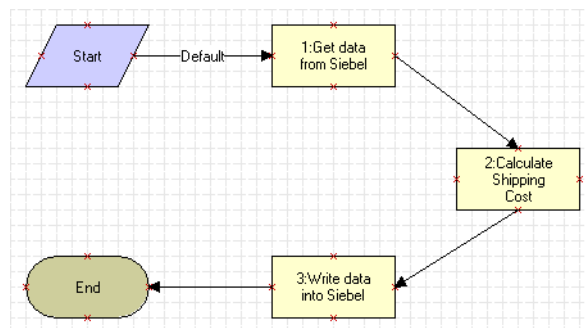 Start
Default
1:Get data
from Siebel
2:Calculate
Shipping
Cost
3:Write data
into Siebel
End